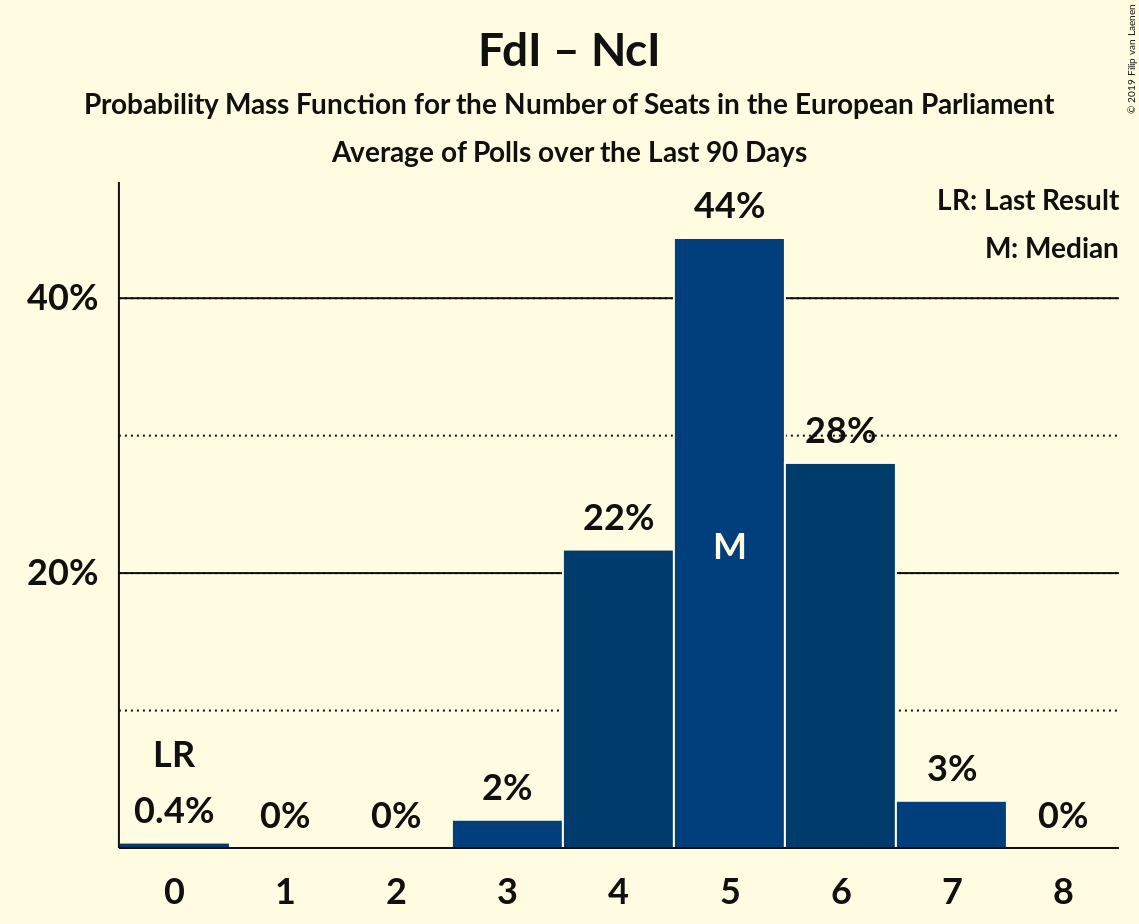 FdI – NcI
Probability Mass Function for the Number of Seats in the European Parliament
Average of Polls over the Last 90 Days
© 2019 Filip van Laenen
LR: Last Result
M: Median
40%
20%
LR
0.4%
0%
0%
2%
22%
44%
M
28%
3%
0%
0 1 2 3 4 5 6 7 8